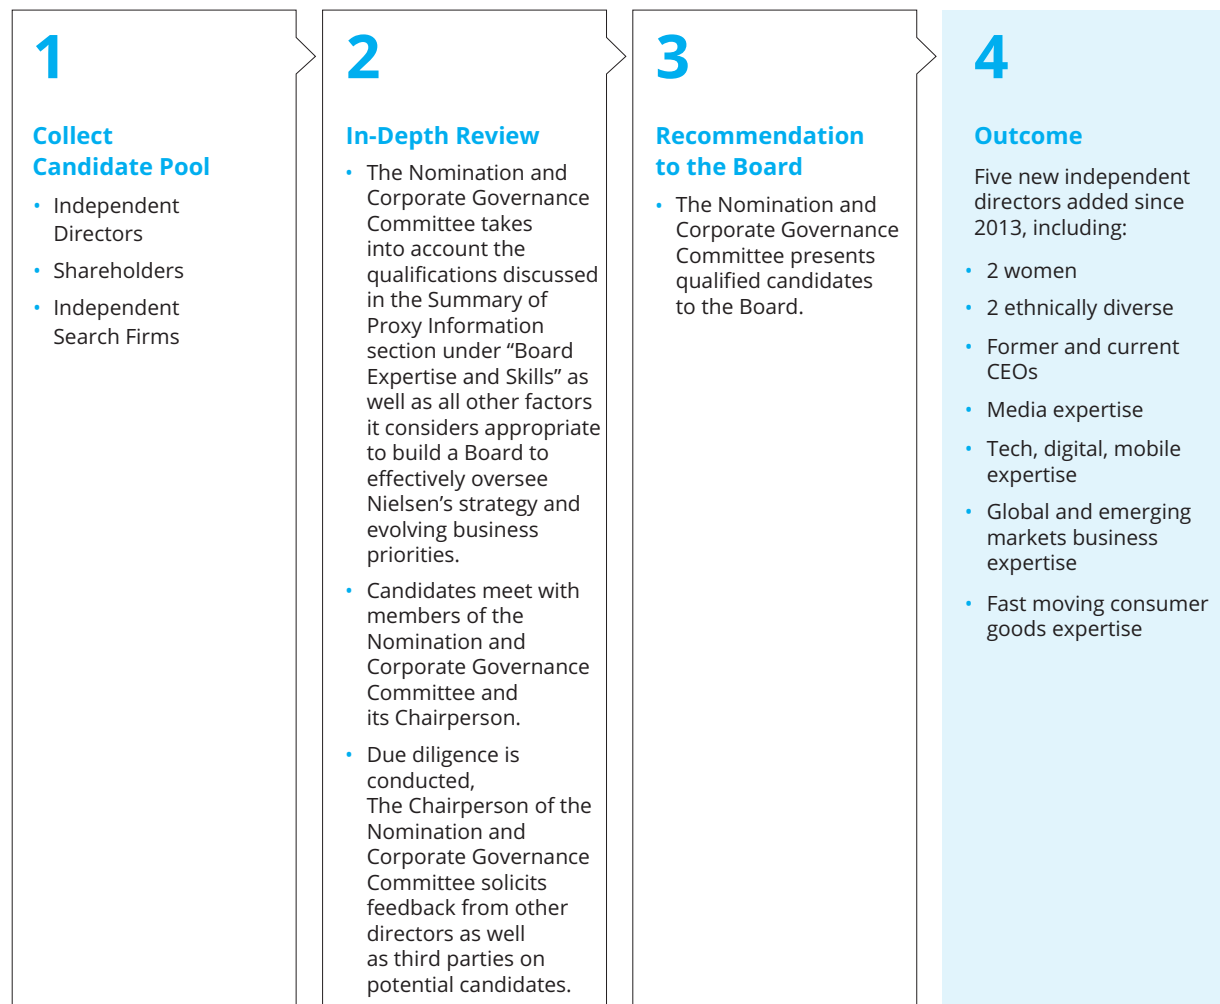 1
Collect
Candidate Pool
• Independent
Directors
• Shareholders
• Independent
Search Firms
2
In-Depth Review
• The Nomination and
Corporate Governance
Committee takes
into account the
qualifications discussed
in the Summary of
Proxy Information
section under “Board
Expertise and Skills” as
well as all other factors
it considers appropriate
to build a Board to
effectively oversee
Nielsen’s strategy and
evolving business
priorities.
• Candidates meet with
members of the
Nomination and
Corporate Governance
Committee and
its Chairperson.
• Due diligence is
conducted,
The Chairperson of the
Nomination and
Corporate Governance
Committee solicits
feedback from other
directors as well
as third parties on
potential candidates.
3
Recommendation
to the Board
• The Nomination and
Corporate Governance
Committee presents
qualified candidates
to the Board.
4
Outcome
Five new independent
directors added since
2013, including:
• 2 women
• 2 ethnically diverse
• Former and current
CEOs
• Media expertise
• Tech, digital, mobile
expertise
• Global and emerging
markets business
expertise
• Fast moving consumer
goods expertise